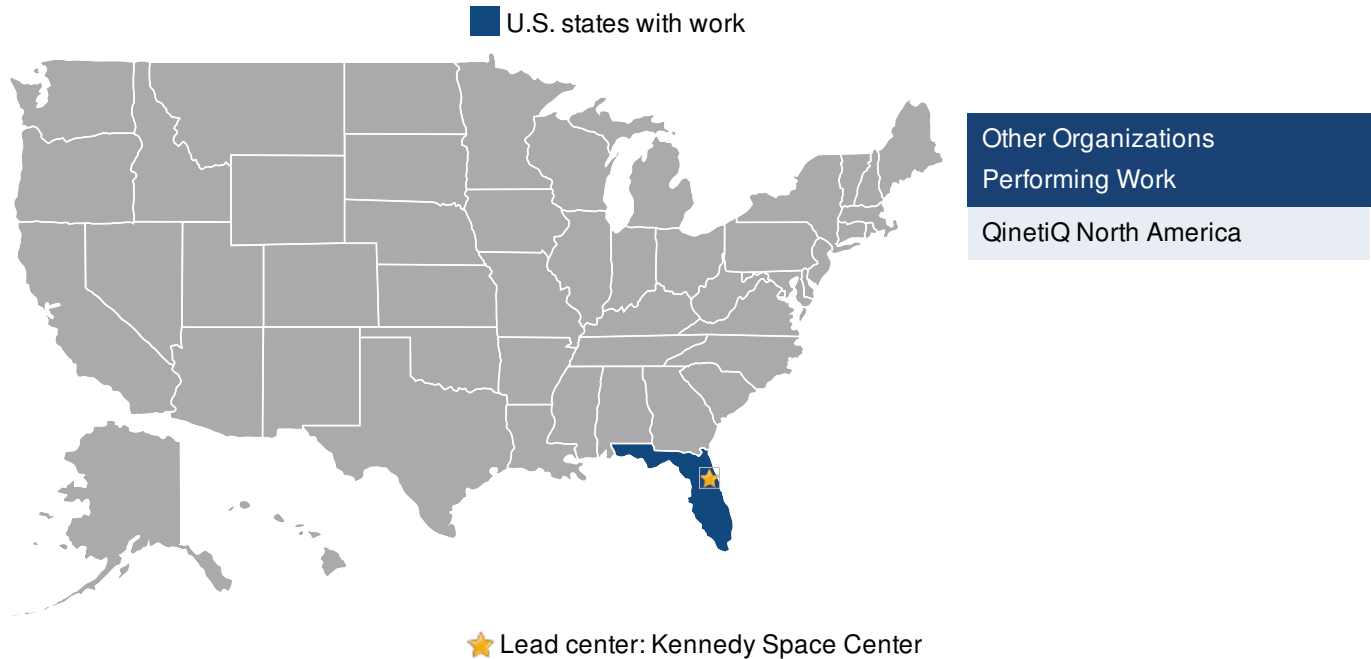 U.S. states with work
Other Organizations
Performing Work
QinetiQ North America
Lead center: Kennedy Space Center